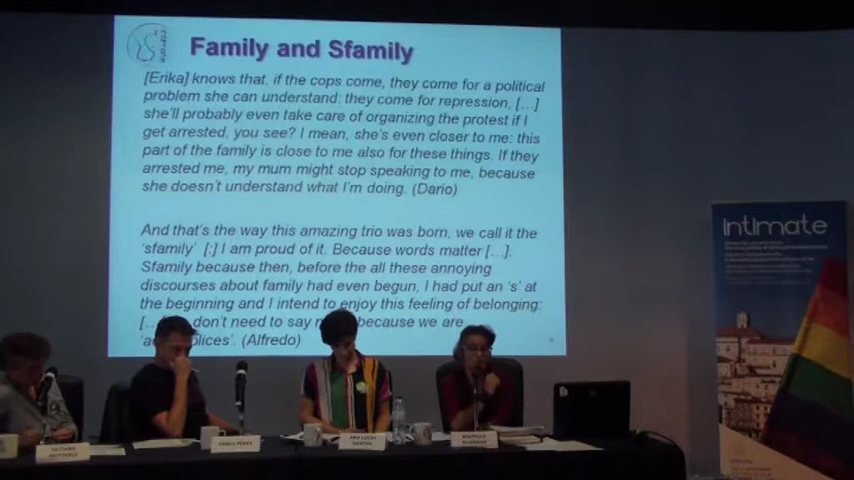 Family and Sfamily
[Erika] knows that, if the cops come, they come for a political
problem she can understand: they come for repression, [...]
she'll probably even take care of organizing the protest if I
get arrested, you see? I mean, she's even closer to me: this
part of the family is close to me also for these things. If they
arrested me, my mum might stop speaking to me, because
she doesn't understand what I'm doing. (Dario)
And that's the way this amazing trio was born, we call it the
'sfamily' [;] I am proud of it. Because words matter [...].
Sfamily because then, before the all these annoying
discourses about family had even begun, I had put an 's' at
the beginning and I intend to enjoy this feeling of belonging:
don't need to say because we are
(Alfredo)
IntImate